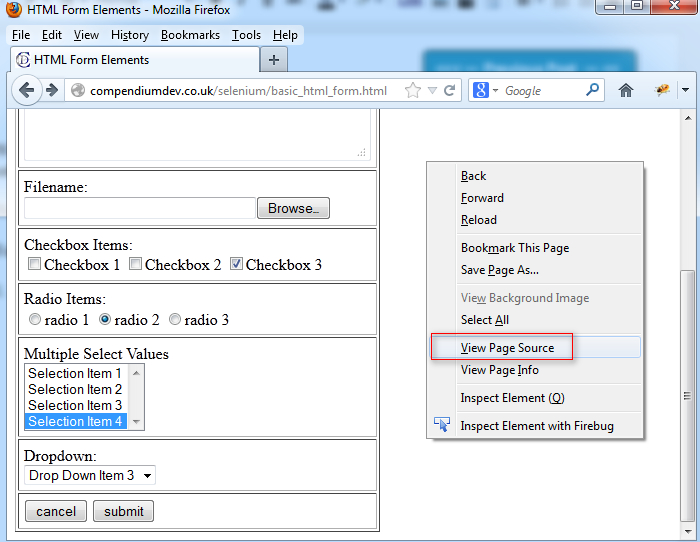 HTML Form Elements - Mozilla Firefox
File Edit View History Bookmarks Tools Help
HTML Form Elements
compendiumdev.co.uk/selenium/basic_html_form.html
Google
Filename:
Browse..
Checkbox Items:
Checkbox 1 Checkbox 2 Checkbox 3
Radio Items:
radio 1 radio 2 radio 3
Multiple Select Values
Selection Item 1
Selection Item 2
Selection Item 3
Selection Item 4
Dropdown:
Drop Down Item 3
cancel submit
Back
Forward
Reload
Bookmark This Page
Save Page As...
View Background Image
Select All
View Page Source
View Page Info
Inspect Element (Q)
Inspect Element with Firebug